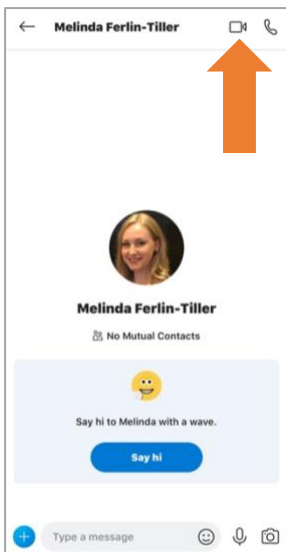 Melinda Ferlin-Tiller
Melinda Ferlin-Tiller
No Mutual Contacts
Say hi to Melinda with a wave.
Say hi
Type a message